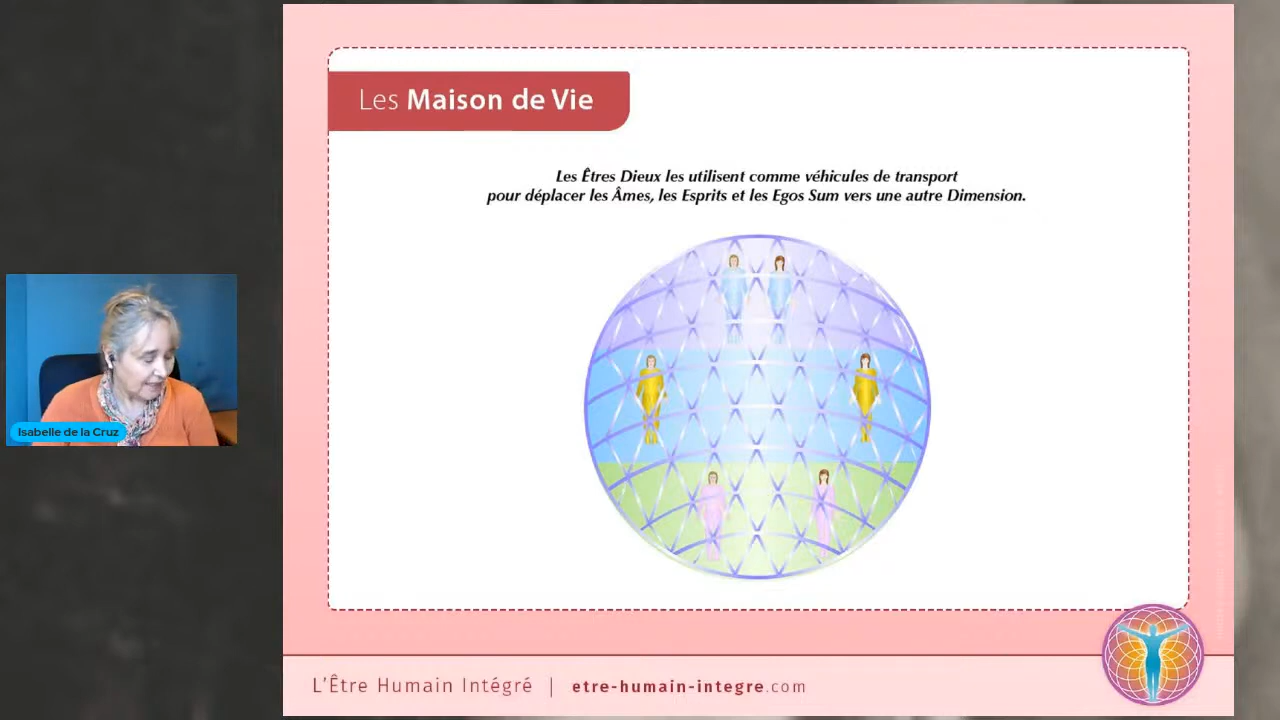 Les Maison de Vie
Les Êtres Dieux les utilisent comme véhicules de transport
pour déplacer les Âmes, les Esprits et les Egos Sum vers une autre Dimension.
Isabelle de la Cruz
L'Être Humain Intégré | etre-humain-integre.com